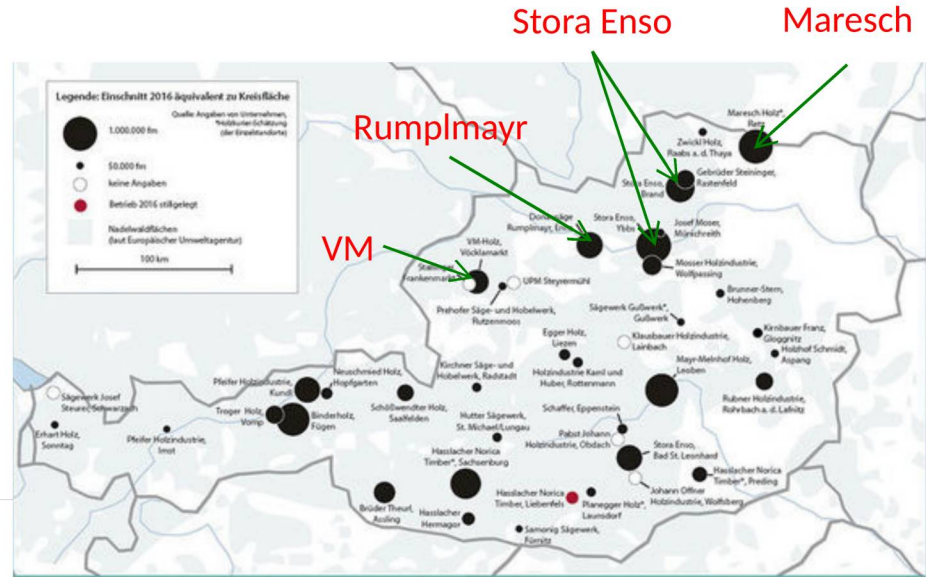 Stora Enso
Maresch
Rumplmayr
VM
Legende: Einschnitt 2016 äquivalent zu Kreisfläche
Quelle: Angaben von Unternehmen,
*Holzkurier-Schätzung
(der Einzelstandorte)
1.000.000 fm
50.000 fm
keine Angaben
Betrieb 2016 stillgelegt
Nadelwaldflächen
(laut Europäischer Umweltagentur)
100 km
Maresch Holz*,
Retz
Zwickl Holz,
Raabs a. d. Thaya
Gebrüder Steininger,
Rastenfeld
Stora Enso,
Brand
Donausäge
Rumplmayr, Enns
Stora Enso,
Ybbs
Josef Moser,
Münichreith
VM-Holz,
Vöcklamarkt
Frankenmarkt
Mosser Holzindustrie,
Wolfpassing
UPM Steyrermühl
Prehofer Säge- und Hobelwerk,
Rutzenmoos
Brunner-Stern,
Hohenberg
Sägewerk Gußwerk*,
Gußwerk
Egger Holz,
Liezen
Klausbauer Holzindustrie,
Lainbach
Kirnbauer Franz,
Gloggnitz
Holzhof Schmidt,
Aspang
Mayr-Melnhof Holz,
Leoben
Holzindustrie Kaml und
Huber, Rottenmann
Kirchner Säge- und
Hobelwerk, Radstadt
Neuschmied Holz,
Hopfgarten
Pfeifer Holzindustrie,
Kundl
Sägewerk Josef
Steurer, Schwarzach
Schößwendter Holz,
Saalfelden
Rubner Holzindustrie,
Rohrbach a. d. Lafnitz
Troger Holz,
Vomp
Binderholz,
Fügen
Hutter Sägewerk,
St. Michael/Lungau
Schaffer, Eppenstein
Erhart Holz,
Sonntag
Pfeifer Holzindustrie,
Imst
Pabst Johann
Holzindustrie, Obdach
Stora Enso,
Bad St. Leonhard
Hasslacher Norica
Timber*, Sachsenburg
Hasslacher Norica
Timber*, Preding
Johann Offner
Holzindustrie, Wolfsberg
Hasslacher Norica
Timber, Liebenfels
Planegger Holz*,
Launsdorf
Brüder Theurl,
Assling
Hasslacher
Hermagor
Samonig Sägewerk,
Fürnitz